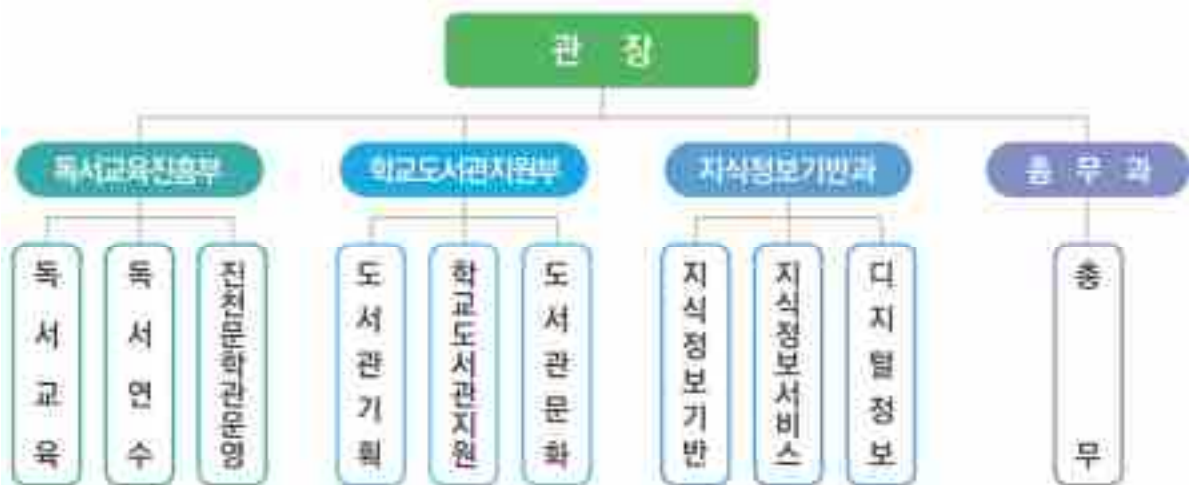 관 장
독서교육진흥부
학교도서관지원부
지식정보기반과
총 무 과
독서교육
독서연수
진천문학관운영
도서관기획
학교도서관지원
도서관문화
지식정보기반
지식정보서비스
디지털정보
총무